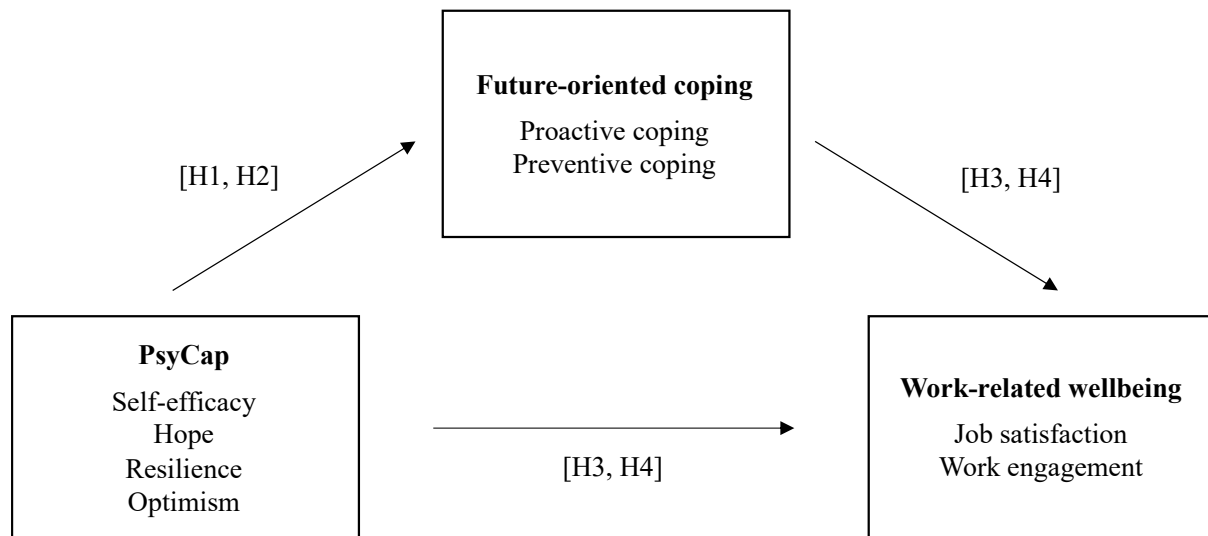 Future-oriented coping
Proactive coping
Preventive coping
[H1, H2]
[H3, H4]
PsyCap
Self-efficacy
Hope
Resilience
Optimism
[H3, H4]
Work-related wellbeing
Job satisfaction
Work engagement